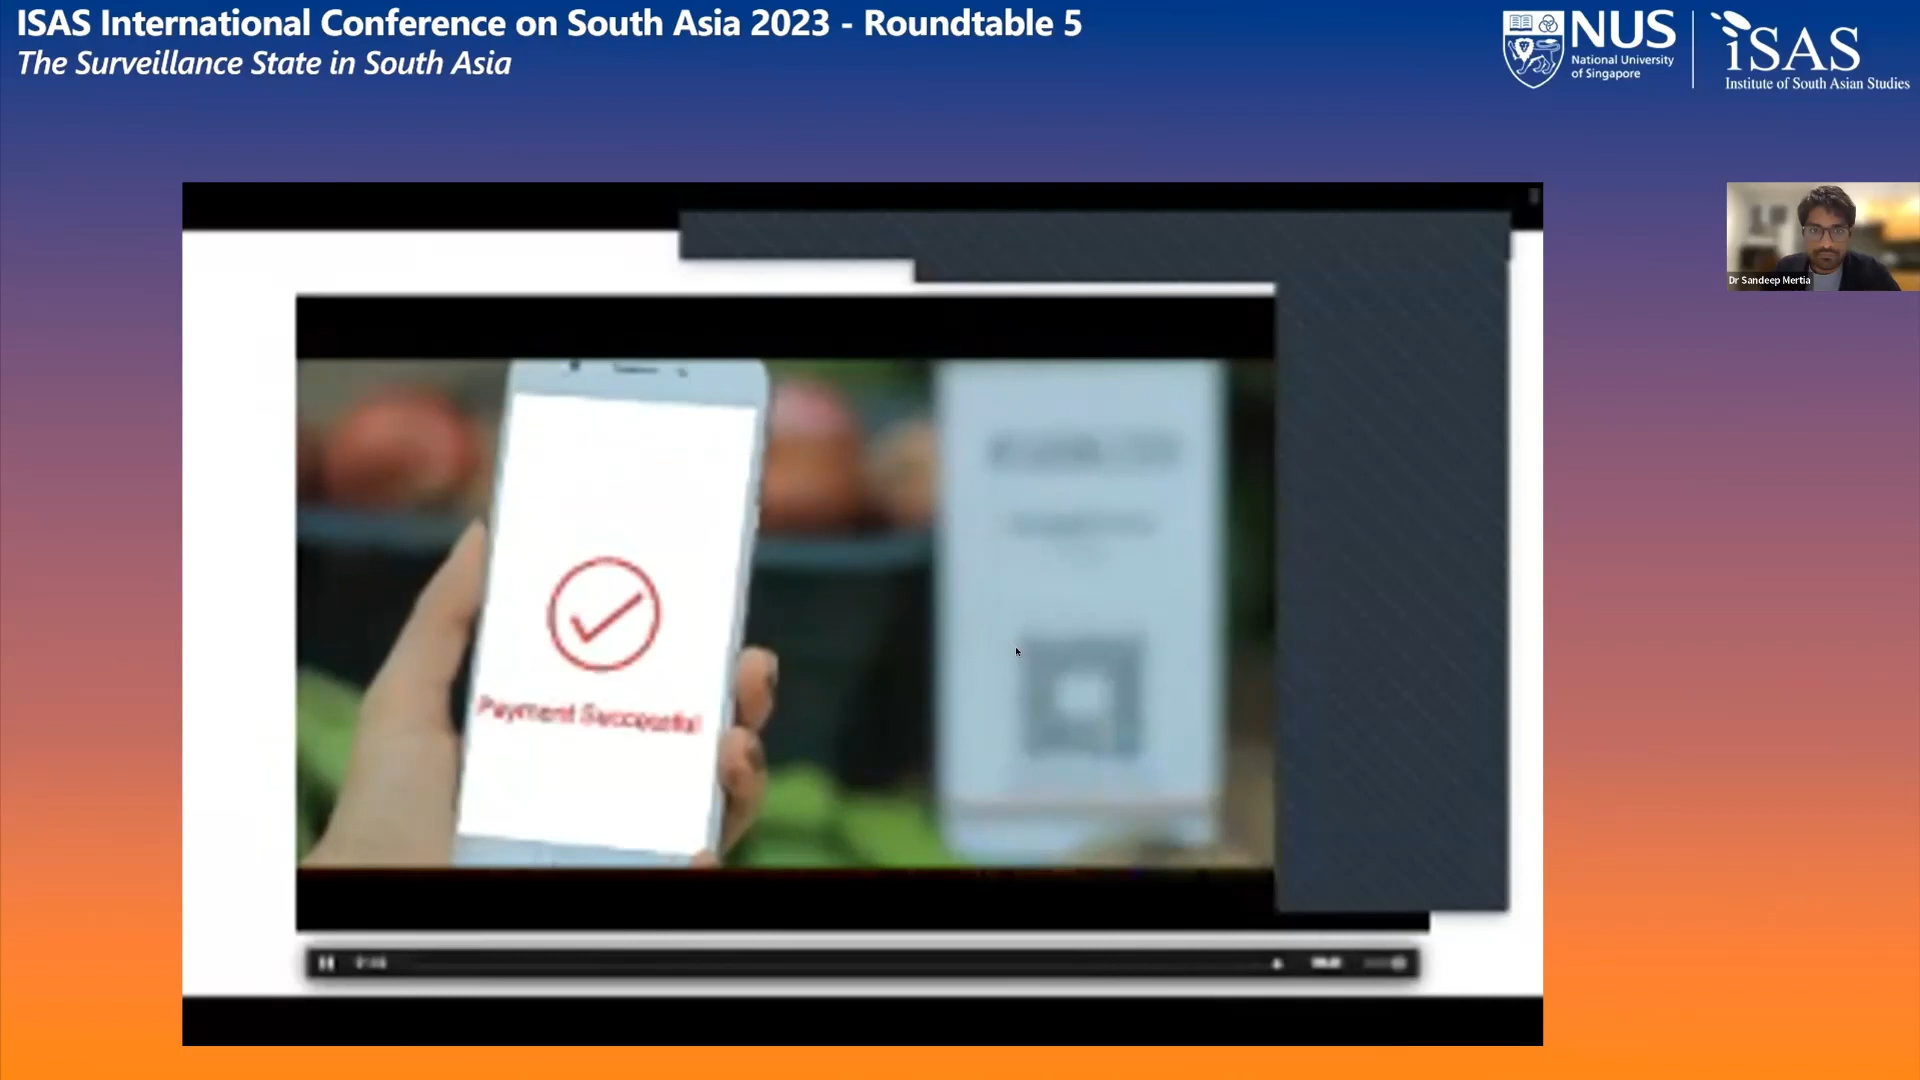 ISAS International Conference on South Asia 2023 - Roundtable 5
The Surveillance State in South Asia
NUS
National University
of Singapore
iSAS
Institute of South Asian Studies
Dr Sandeep Mertia
Payment Successful